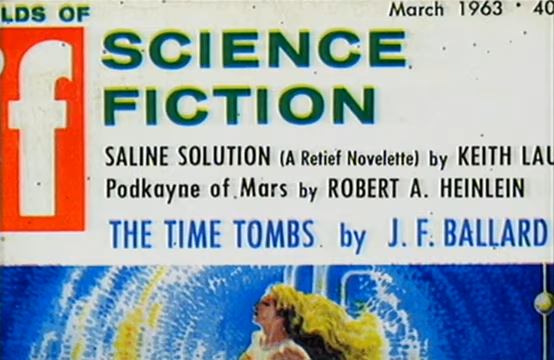 LDS OF
March 1963 · 40
if
SCIENCE
FICTION
SALINE SOLUTION (A Retief Novelette) by KEITH LAU
Podkayne of Mars by ROBERT A. HEINLEIN
THE TIME TOMBS by J. F. BALLARD